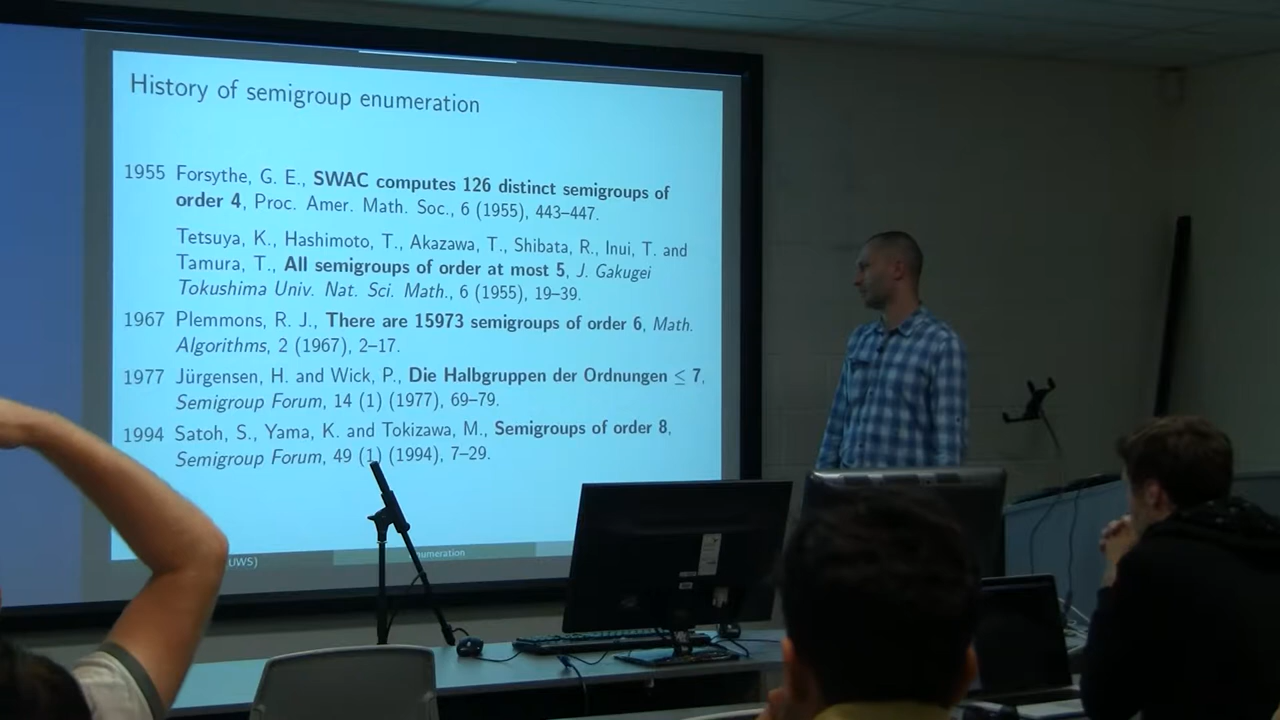 History of semigroup enumeration
1955 Forsythe, G. E., SWAC computes 126 distinct semigroups of
order 4, Proc. Amer. Math. Soc., 6 (1955), 443–447.
Tetsuya, K., Hashimoto, T., Akazawa, T., Shibata, R., Inui, T. and
Tamura, T., All semigroups of order at most 5, J. Gakugei
Tokushima Univ. Nat. Sci. Math., 6 (1955), 19–39.
1967 Plemmons, R. J., There are 15973 semigroups of order 6, Math.
Algorithms, 2 (1967), 2–17.
1977 Jürgensen, H. and Wick, P., Die Halbgruppen der Ordnungen ≤ 7,
Semigroup Forum, 14 (1) (1977), 69–79.
1994 Satoh, S., Yama, K. and Tokizawa, M., Semigroups of order 8,
Semigroup Forum, 49 (1) (1994), 7–29.
UWS) numeration